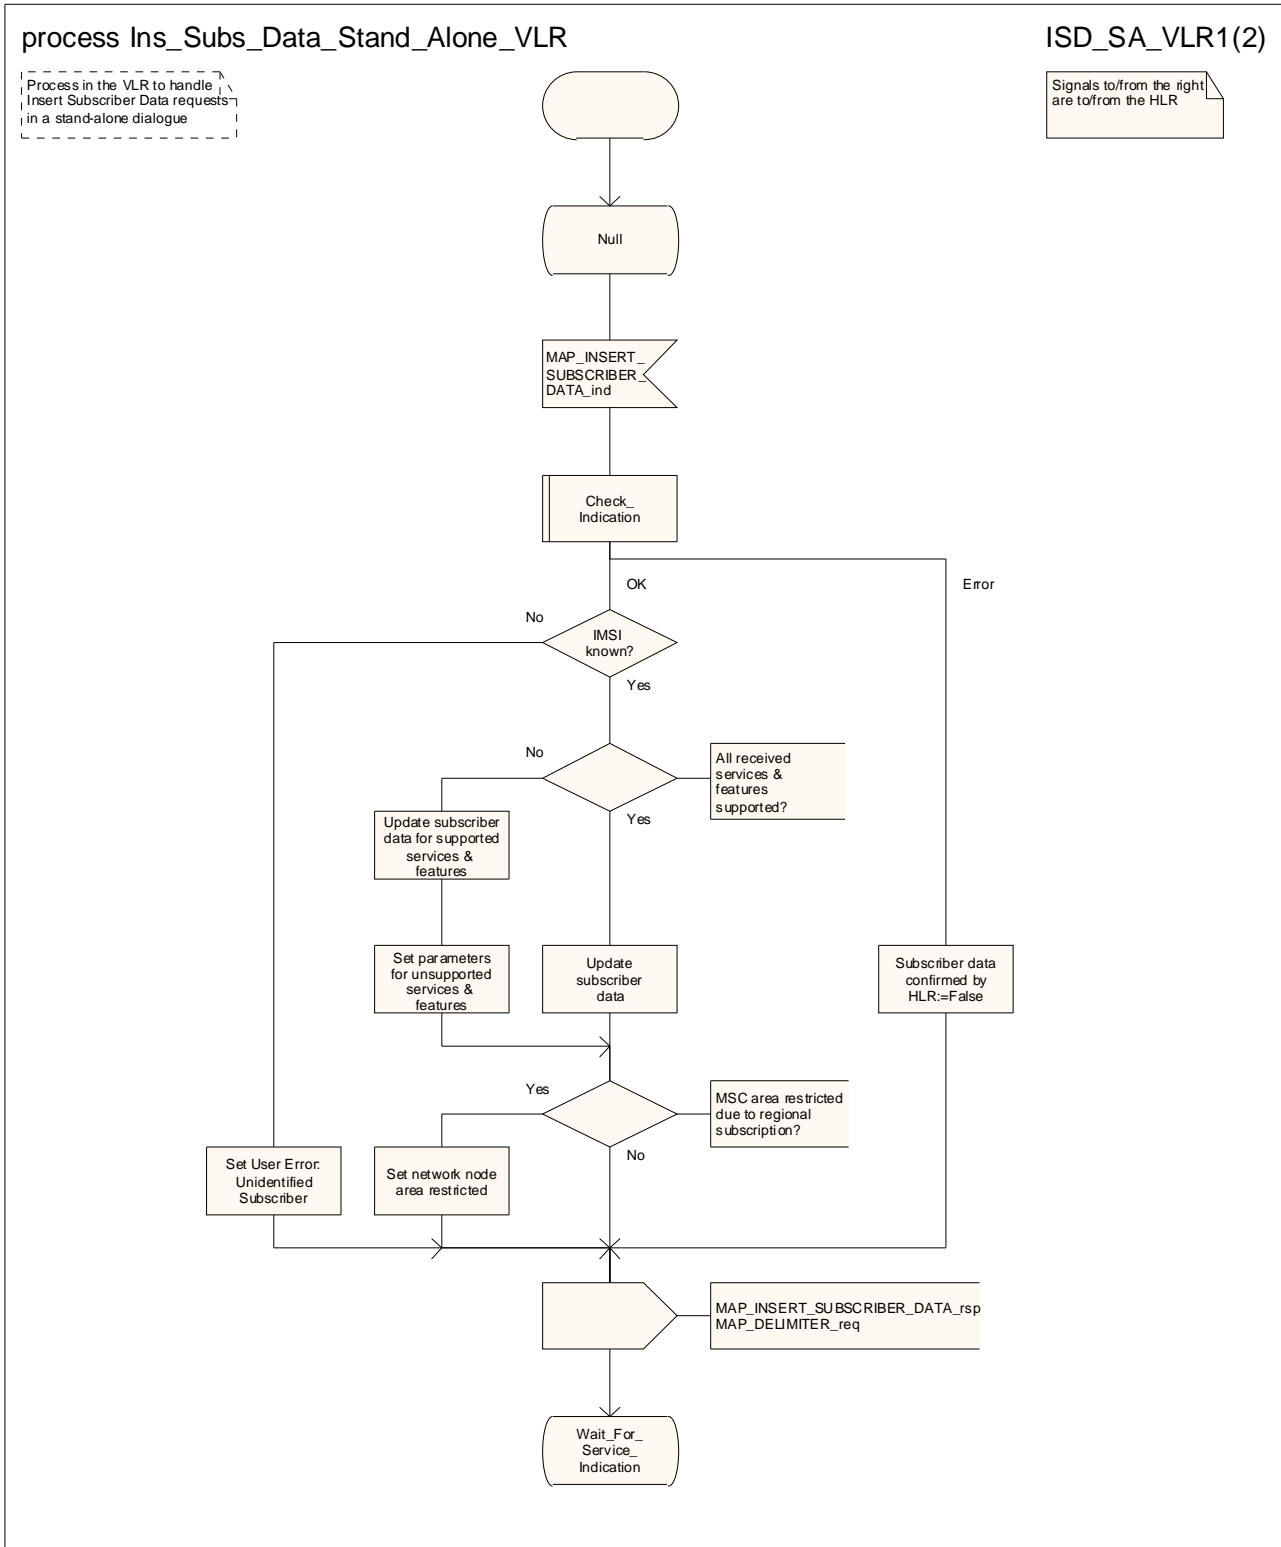 process Ins_Subs_Data_Stand_Alone_VLR
ISD_SA_VLR1(2)
Process in the VLR to handle
Insert Subscriber Data requests
in a stand-alone dialogue
Signals to/from the right
are to/from the HLR
Null
MAP_INSERT_
SUBSCRIBER_
DATA_ind
Check_
Indication
OK
Error
No
IMSI
known?
Yes
No
All received
services &
features
supported?
Yes
Update subscriber
data for supported
services &
features
Set parameters
for unsupported
services &
features
Update
subscriber
data
Subscriber data
confirmed by
HLR:=False
Yes
MSC area restricted
due to regional
subscription?
No
Set User Error:
Unidentified
Subscriber
Set network node
area restricted
MAP_INSERT_SUBSCRIBER_DATA_rsp
MAP_DELIMITER_req
Wait_For_
Service_
Indication